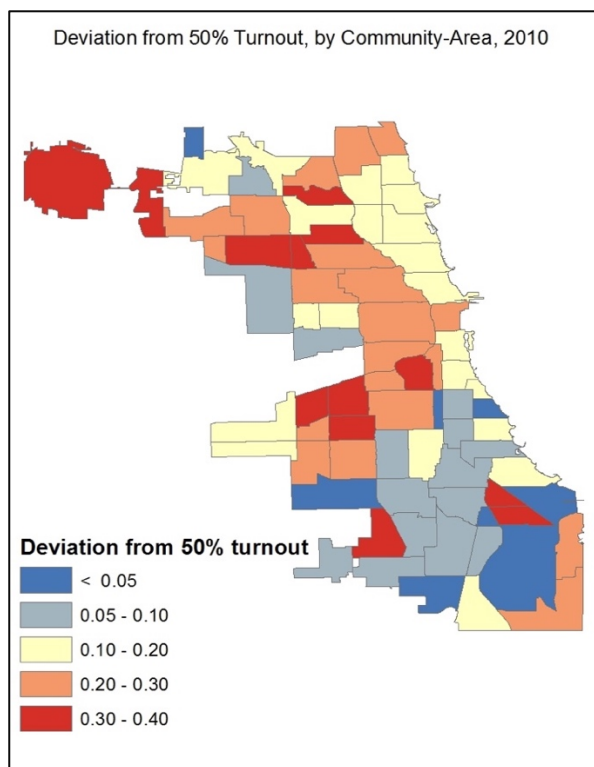 Deviation from 50% Turnout, by Community-Area, 2010
Deviation from 50% turnout
< 0.05
0.05 - 0.10
0.10 - 0.20
0.20 - 0.30
0.30 - 0.40